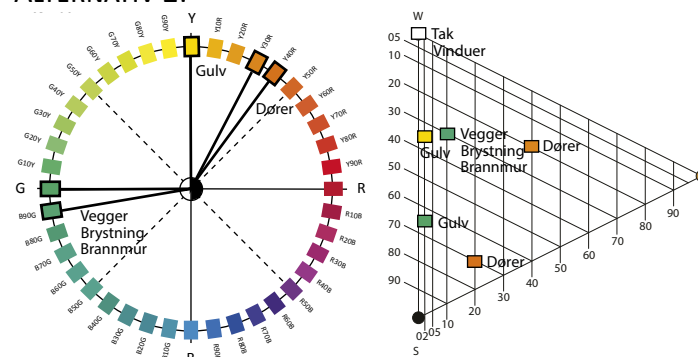 ALTERNATIV 2:
Y
Y10R
Y20R
Y30R
Y40R
Y50R
Y60R
Y70R
Y80R
Y90R
R
R10B
R20B
R30B
R40B
R50B
R60B
R70B
R80B
R90B
B10G
B20G
B30G
B40G
B50G
B60G
B70G
B80G
B90G
G
G10Y
G20Y
G30Y
G40Y
G50Y
G60Y
G70Y
G80Y
G90Y
Gulv
Dører
Vegger
Brystning
Brannmur
W
Tak
Vinduer
05
10
20
30
40
50
60
70
80
90
Vegger
Brystning
Brannmur
Gulv
Dører
Gulv
Dører
02
05
10
20
30
40
50
60
70
80
90
S